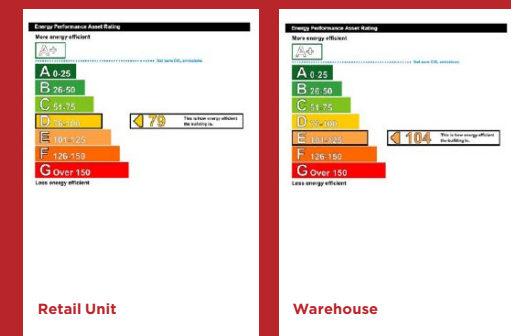 Energy Performance Asset Rating
More energy efficient
A+
Net zero CO₂ emissions
A 0-25
B 26-50
C 51-75
D 76-100
79
This is how energy efficient
the building is.
E 101-125
F 126-150
G Over 150
Less energy efficient
Retail Unit
Energy Performance Asset Rating
More energy efficient
A+
Net zero CO₂ emissions
A 0-25
B 26-50
C 51-75
D 76-100
E 101-125
104
This is how energy efficient
the building is.
F 126-150
G Over 150
Less energy efficient
Warehouse